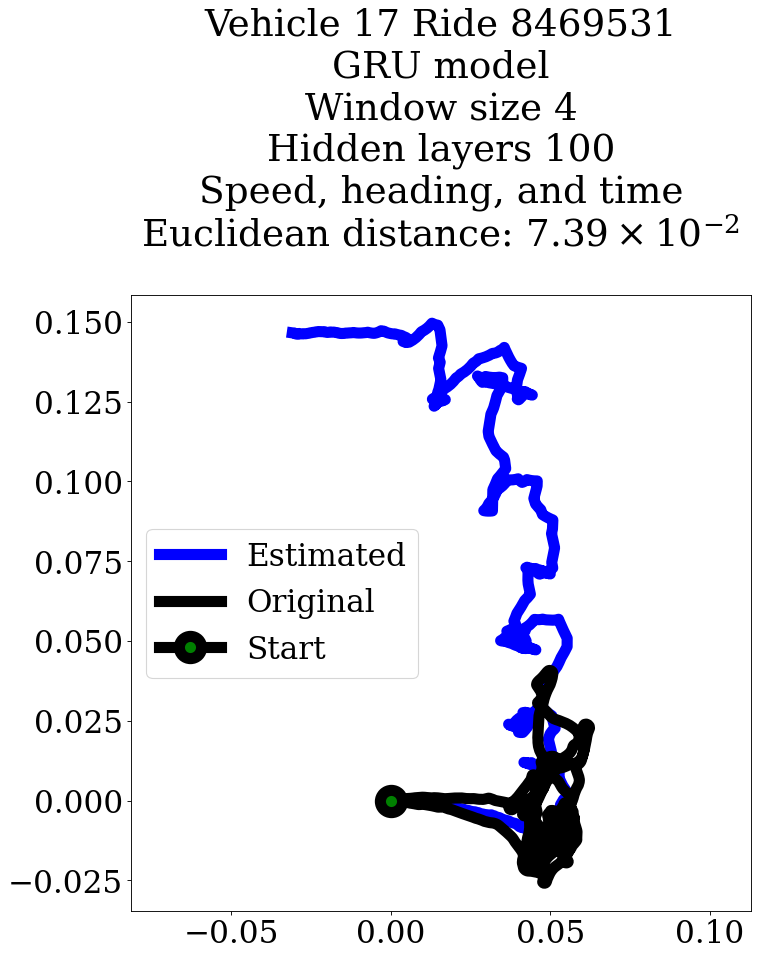 Vehicle 17 Ride 8469531
GRU model
Window size 4
Hidden layers 100
Speed, heading, and time
Euclidean distance: 7.39 × 10⁻²
0.150
0.125
0.100
0.075
0.050
0.025
0.000
−0.025
Estimated
Original
Start
−0.05 0.00 0.05 0.10